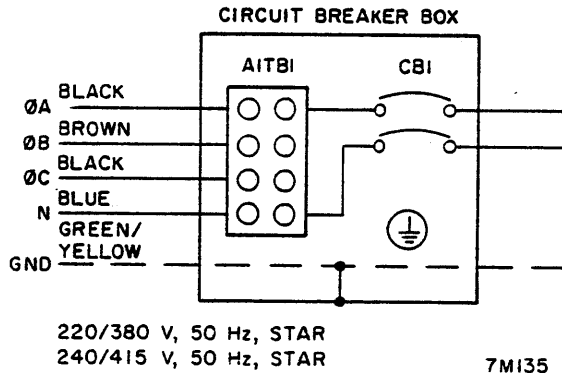 CIRCUIT BREAKER BOX
A1TB1 CB1
ØA BLACK
ØB BROWN
ØC BLACK
N BLUE
GREEN/
YELLOW
GND
220/380 V, 50 Hz, STAR
240/415 V, 50 Hz, STAR
7M135